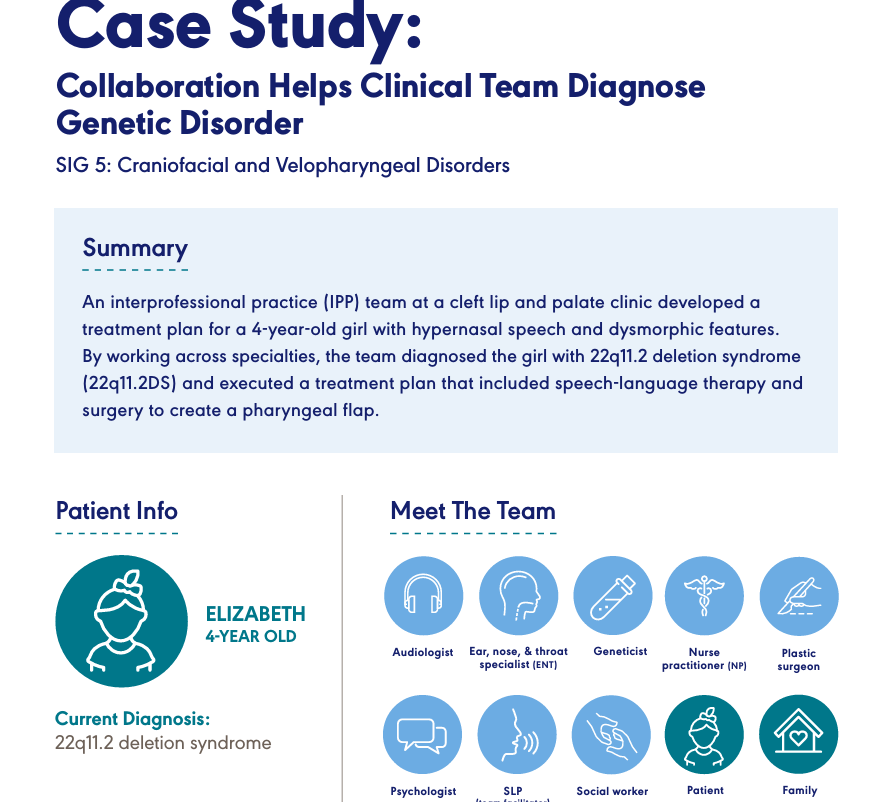 Case Study:
Collaboration Helps Clinical Team Diagnose
Genetic Disorder
SIG 5: Craniofacial and Velopharyngeal Disorders
Summary
An interprofessional practice (IPP) team at a cleft lip and palate clinic developed a
treatment plan for a 4-year-old girl with hypernasal speech and dysmorphic features.
By working across specialties, the team diagnosed the girl with 22q11.2 deletion syndrome
(22q11.2DS) and executed a treatment plan that included speech-language therapy and
surgery to create a pharyngeal flap.
Patient Info
ELIZABETH
4-YEAR OLD
Current Diagnosis:
22q11.2 deletion syndrome
Meet The Team
Audiologist
Ear, nose, & throat
specialist (ENT)
Geneticist
Nurse
practitioner (NP)
Plastic
surgeon
Psychologist
SLP
(team facilitator)
Social worker
Patient
Family